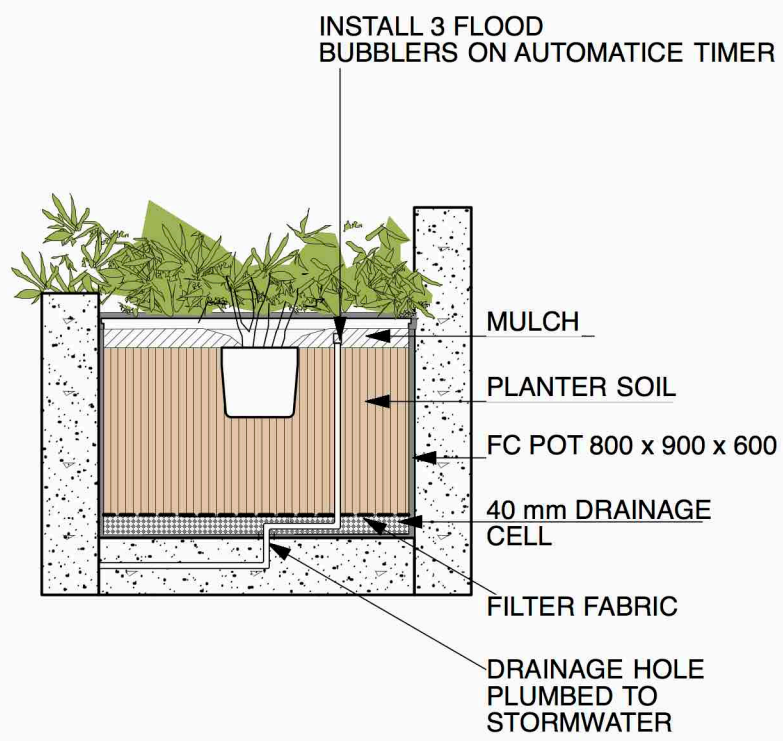 INSTALL 3 FLOOD
BUBBLERS ON AUTOMATICE TIMER
MULCH
PLANTER SOIL
FC POT 800 x 900 x 600
40 mm DRAINAGE
CELL
FILTER FABRIC
DRAINAGE HOLE
PLUMBED TO
STORMWATER